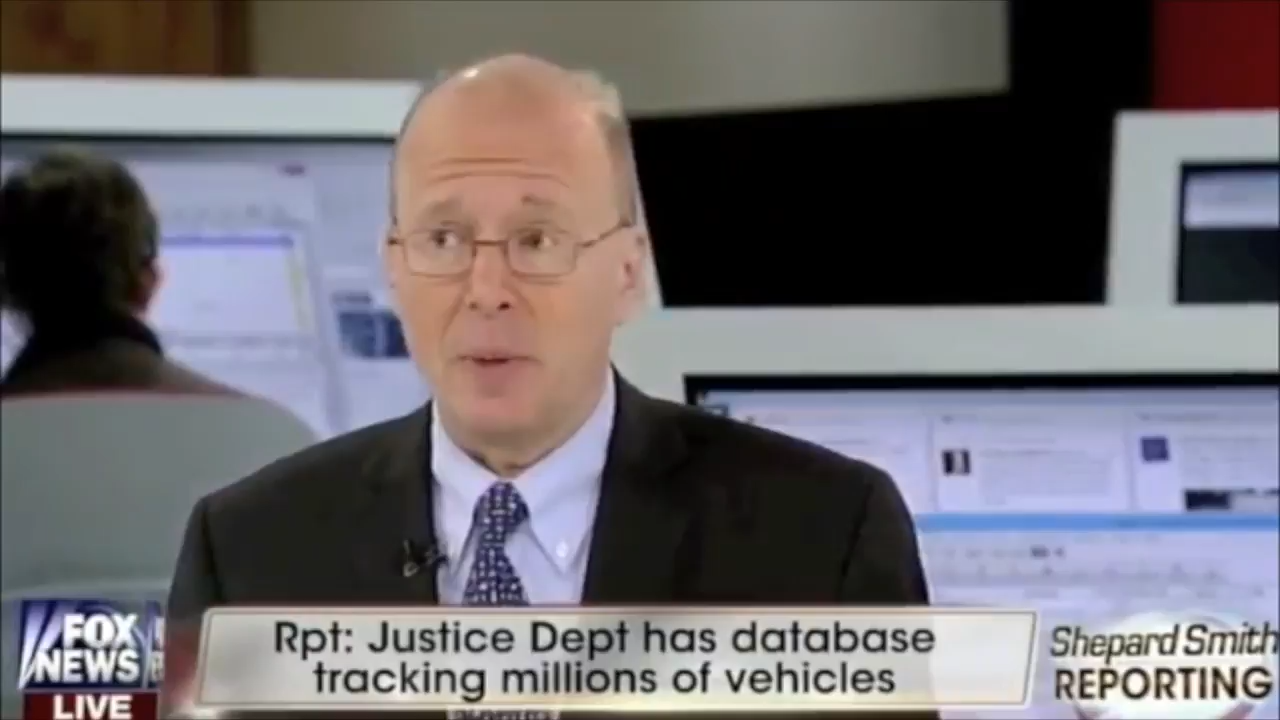 Rpt: Justice Dept has database
tracking millions of vehicles
FOX
NEWS
LIVE
Shepard Smith
REPORTING